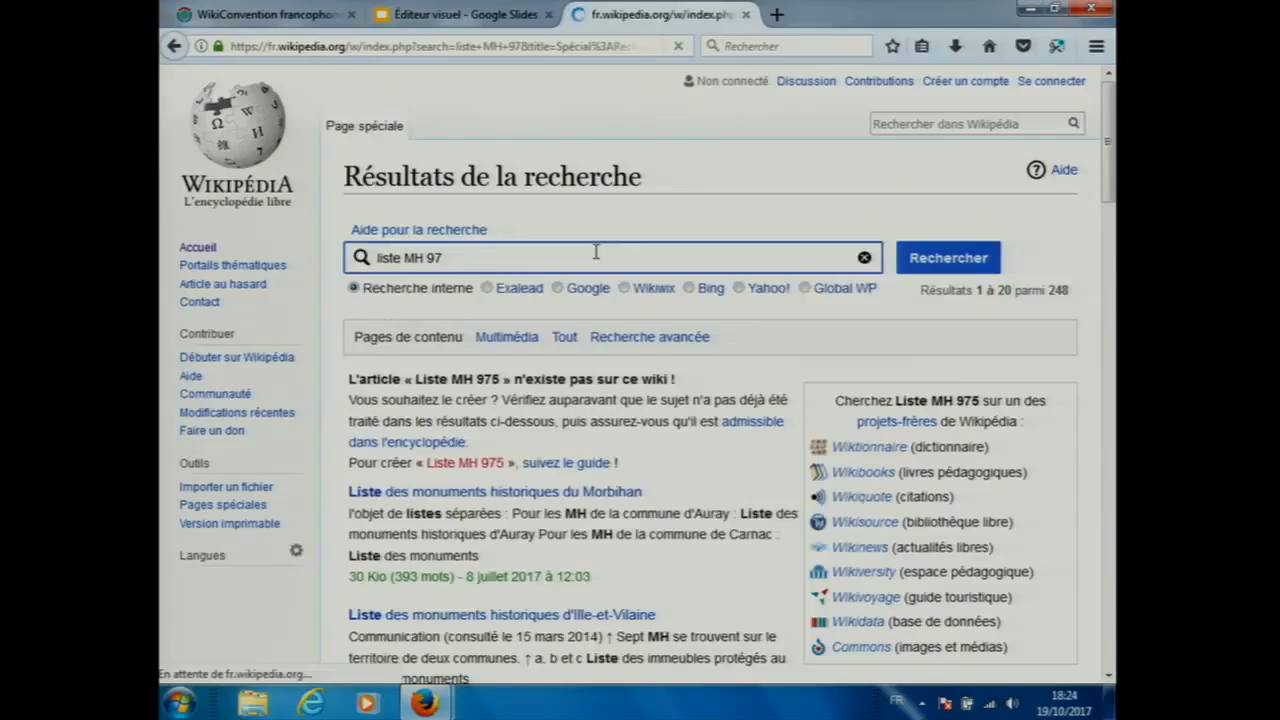 WikiConvention francophon
Éditeur visuel - Google Slides
fr.wikipedia.org/w/index.php
https://fr.wikipedia.org/w/index.php?search=liste+MH+97&title=Spécial%3ARec
Rechercher
Non connecté Discussion Contributions Créer un compte Se connecter
Page spéciale
Rechercher dans Wikipédia
WIKIPÉDIA
L'encyclopédie libre
Résultats de la recherche
Aide
Aide pour la recherche
liste MH 97
Rechercher
Recherche interne Exalead Google Wikiwix Bing Yahoo! Global WP
Résultats 1 à 20 parmi 248
Pages de contenu Multimédia Tout Recherche avancée
Accueil
Portails thématiques
Article au hasard
Contact
Contribuer
Débuter sur Wikipédia
Aide
Communauté
Modifications récentes
Faire un don
Outils
Importer un fichier
Pages spéciales
Version imprimable
Langues
L'article « Liste MH 975 » n'existe pas sur ce wiki !
Vous souhaitez le créer ? Vérifiez auparavant que le sujet n'a pas déjà été
traité dans les résultats ci-dessous, puis assurez-vous qu'il est admissible
dans l'encyclopédie.
Pour créer « Liste MH 975 », suivez le guide !
Liste des monuments historiques du Morbihan
l'objet de listes séparées : Pour les MH de la commune d'Auray : Liste des
monuments historiques d'Auray Pour les MH de la commune de Carnac :
Liste des monuments
30 Kio (393 mots) - 8 juillet 2017 à 12:03
Liste des monuments historiques d'Ille-et-Vilaine
Communication (consulté le 15 mars 2014) ↑ Sept MH se trouvent sur le
territoire de deux communes. ↑ a, b et c Liste des immeubles protégés au
monuments
Cherchez Liste MH 975 sur un des
projets-frères de Wikipédia :
Wiktionnaire (dictionnaire)
Wikibooks (livres pédagogiques)
Wikiquote (citations)
Wikisource (bibliothèque libre)
Wikinews (actualités libres)
Wikiversity (espace pédagogique)
Wikivoyage (guide touristique)
Wikidata (base de données)
Commons (images et médias)
En attente de fr.wikipedia.org...
FR
18:24
19/10/2017